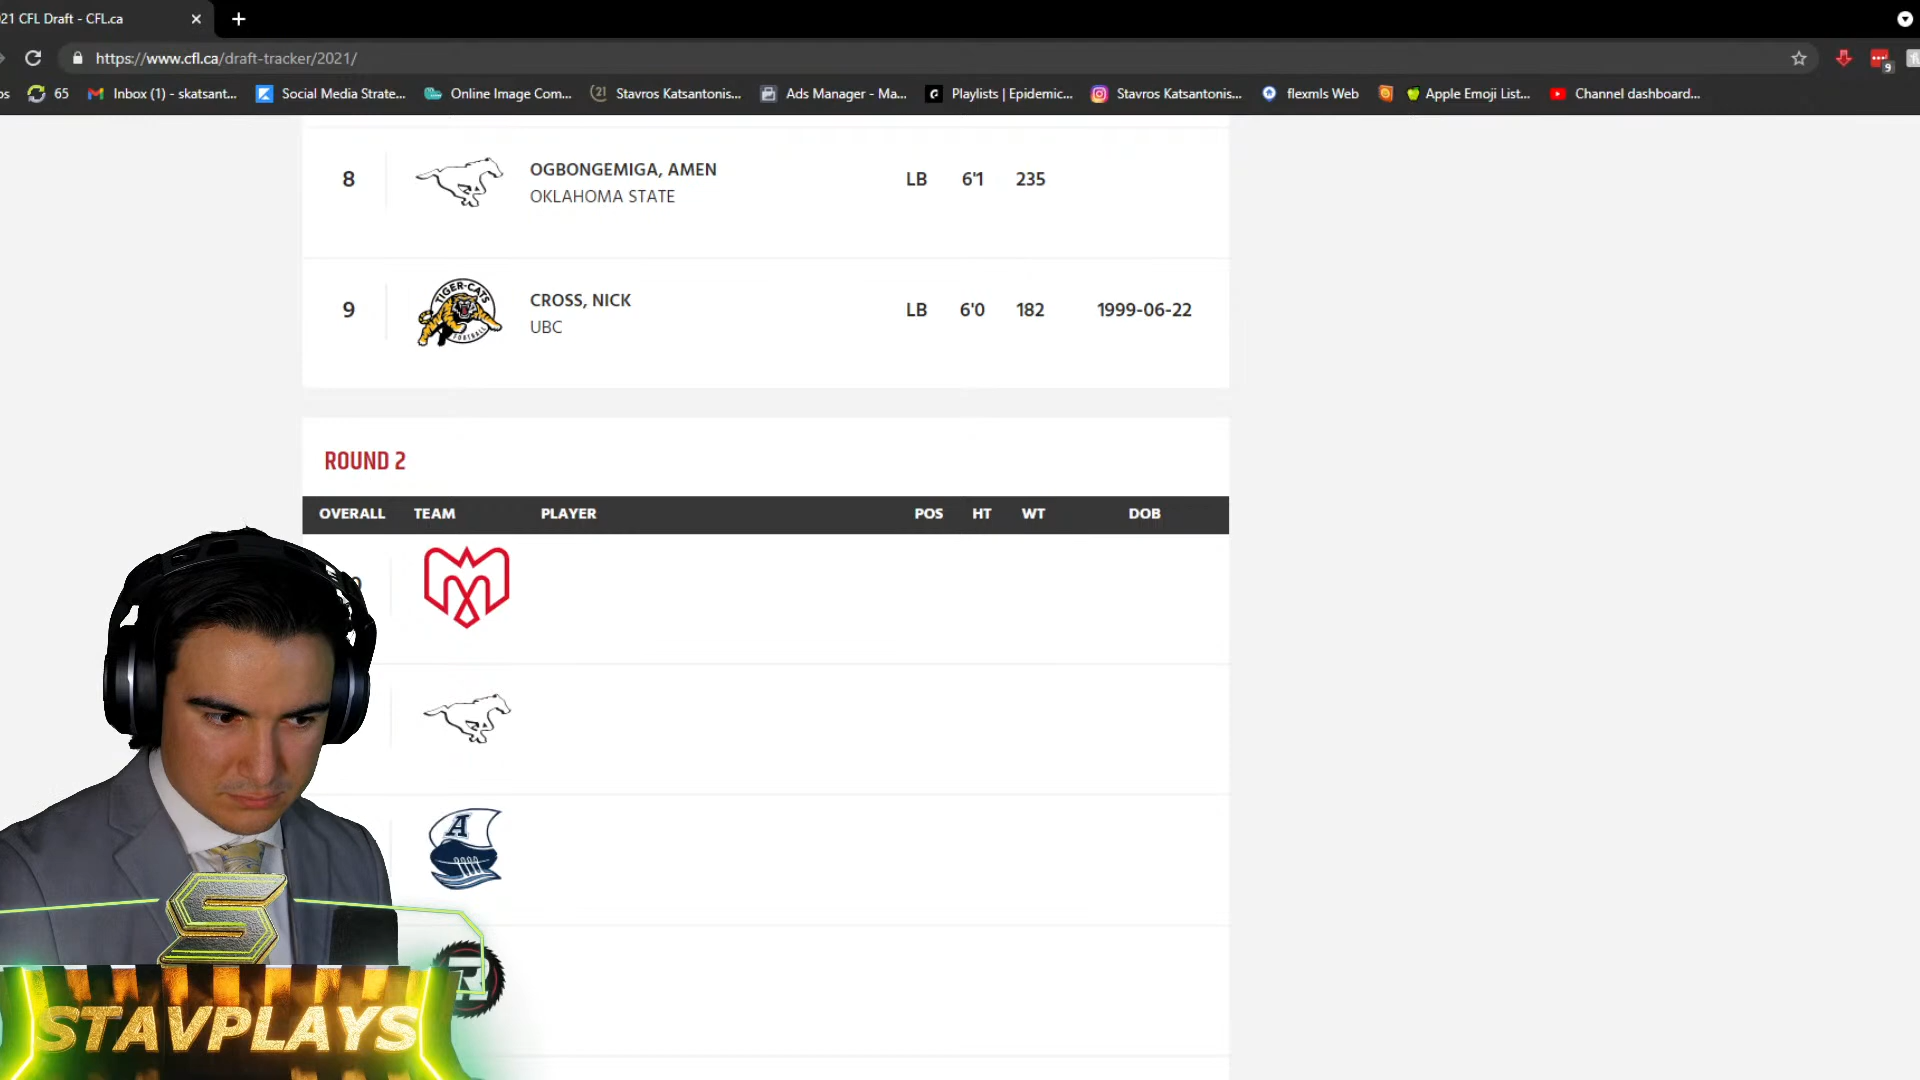 21 CFL Draft - CFL.ca
https://www.cfl.ca/draft-tracker/2021/
9
os 65 Inbox (1) - skatsant... Social Media Strate... Online Image Com... Stavros Katsantonis... Ads Manager - Ma... Playlists | Epidemic... Stavros Katsantonis... flexmls Web Apple Emoji List... Channel dashboard...
8 OGBONGEMIGA, AMEN LB 6'1 235
OKLAHOMA STATE
9 TIGER-CATS CROSS, NICK LB 6'0 182 1999-06-22
FOOTBALL UBC
ROUND 2
OVERALL TEAM PLAYER POS HT WT DOB
A
R
S
STAVPLAYS